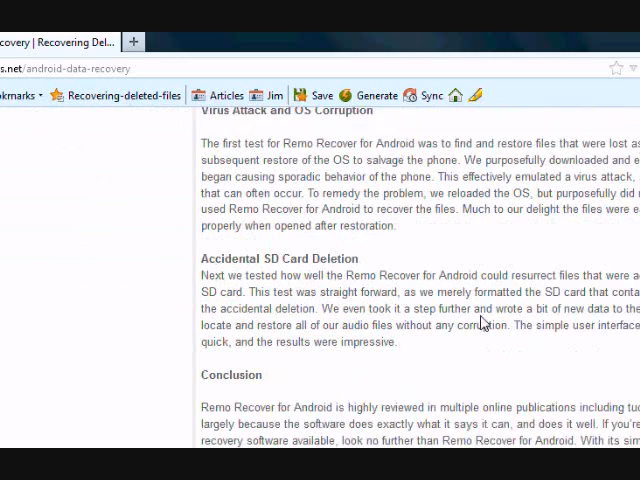 covery | Recovering Del...
s.net/android-data-recovery
okmarks Recovering-deleted-files Articles Jim Save Generate Sync
Virus Attack and OS Corruption
The first test for Remo Recover for Android was to find and restore files that were lost as
subsequent restore of the OS to salvage the phone. We purposefully downloaded and e
began causing sporadic behavior of the phone. This effectively emulated a virus attack,
that can often occur. To remedy the problem, we reloaded the OS, but purposefully did
used Remo Recover for Android to recover the files. Much to our delight the files were ea
properly when opened after restoration.
Accidental SD Card Deletion
Next we tested how well the Remo Recover for Android could resurrect files that were a
SD card. This test was straight forward, as we merely formatted the SD card that conta
the accidental deletion. We even took it a step further and wrote a bit of new data to the
locate and restore all of our audio files without any corruption. The simple user interface
quick, and the results were impressive.
Conclusion
Remo Recover for Android is highly reviewed in multiple online publications including tu
largely because the software does exactly what it says it can, and does it well. If you're
recovery software available, look no further than Remo Recover for Android. With its sim